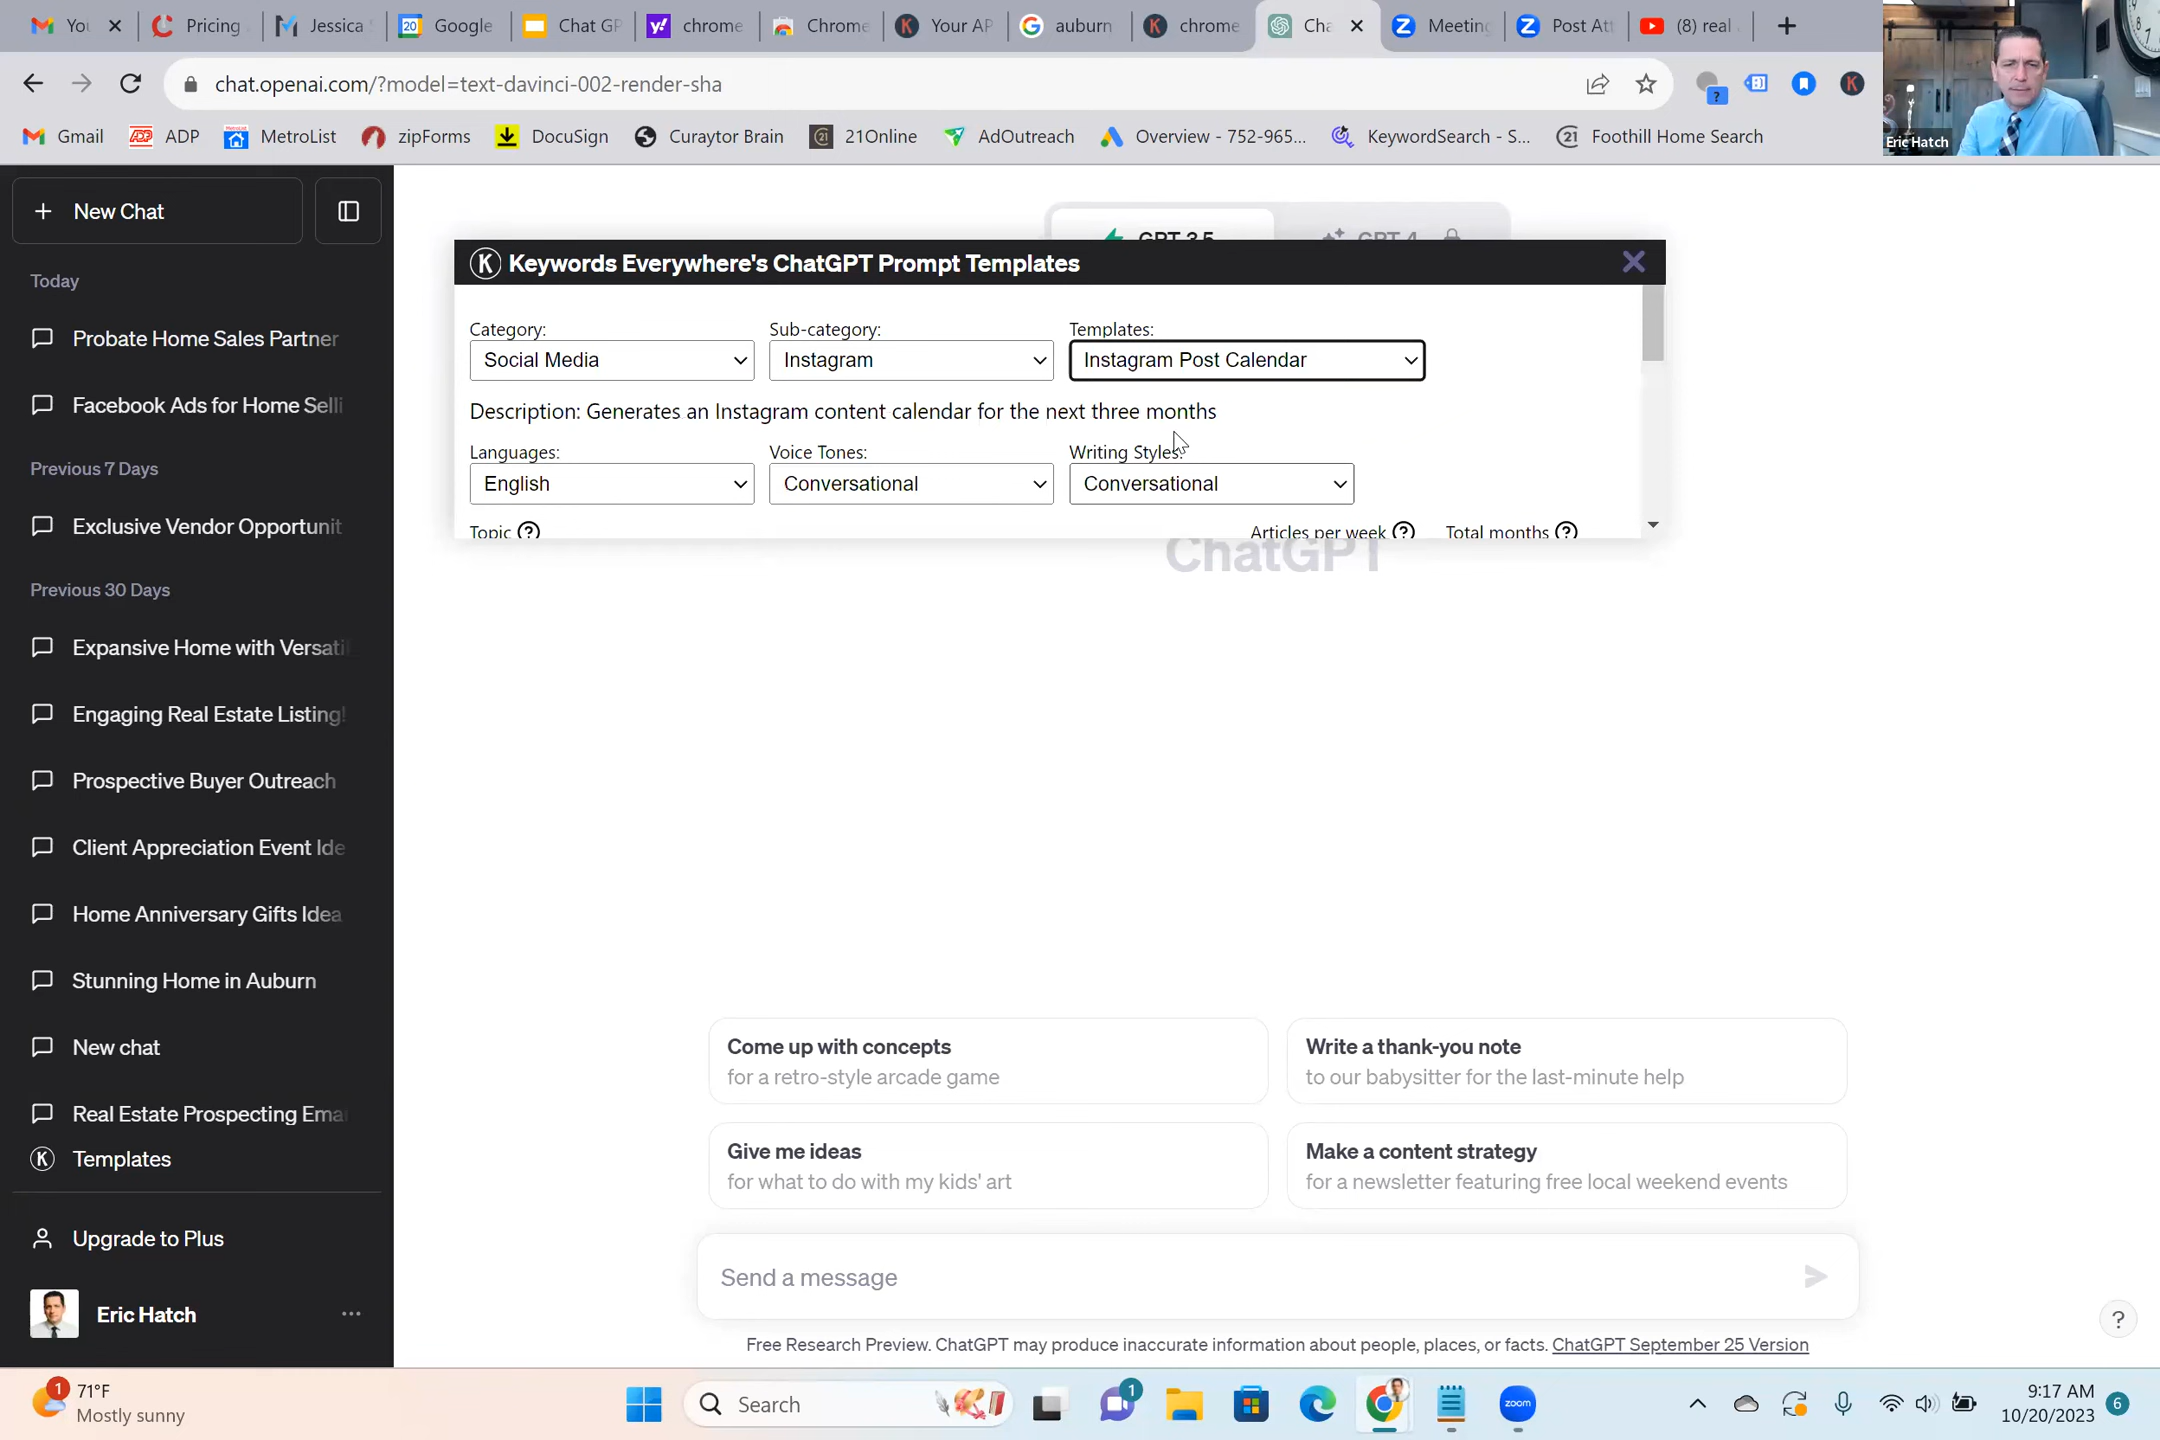 You
Pricing
Jessica
Google
Chat GP
chrome
Chrome
Your AP
auburn
chrome
Cha
Meeting
Post Att
(8) real
chat.openai.com/?model=text-davinci-002-render-sha
Gmail
ADP
MetroList
zipForms
DocuSign
Curaytor Brain
21Online
AdOutreach
Overview - 752-965...
KeywordSearch - S...
Foothill Home Search
Eric Hatch
New Chat
Today
Probate Home Sales Partner
Facebook Ads for Home Selli
Previous 7 Days
Exclusive Vendor Opportunit
Previous 30 Days
Expansive Home with Versati
Engaging Real Estate Listing!
Prospective Buyer Outreach
Client Appreciation Event Ide
Home Anniversary Gifts Idea
Stunning Home in Auburn
New chat
Real Estate Prospecting Ema
Templates
Upgrade to Plus
Eric Hatch
GPT-3.5
GPT-4
Keywords Everywhere's ChatGPT Prompt Templates
Category:
Sub-category:
Templates:
Social Media
Instagram
Instagram Post Calendar
Description: Generates an Instagram content calendar for the next three months
Languages:
Voice Tones:
Writing Styles:
English
Conversational
Conversational
Topic
Articles per week
Total months
ChatGPT
Come up with concepts
for a retro-style arcade game
Write a thank-you note
to our babysitter for the last-minute help
Give me ideas
for what to do with my kids' art
Make a content strategy
for a newsletter featuring free local weekend events
Send a message
Free Research Preview. ChatGPT may produce inaccurate information about people, places, or facts. ChatGPT September 25 Version
71°F
Mostly sunny
Search
zoom
9:17 AM
10/20/2023
6